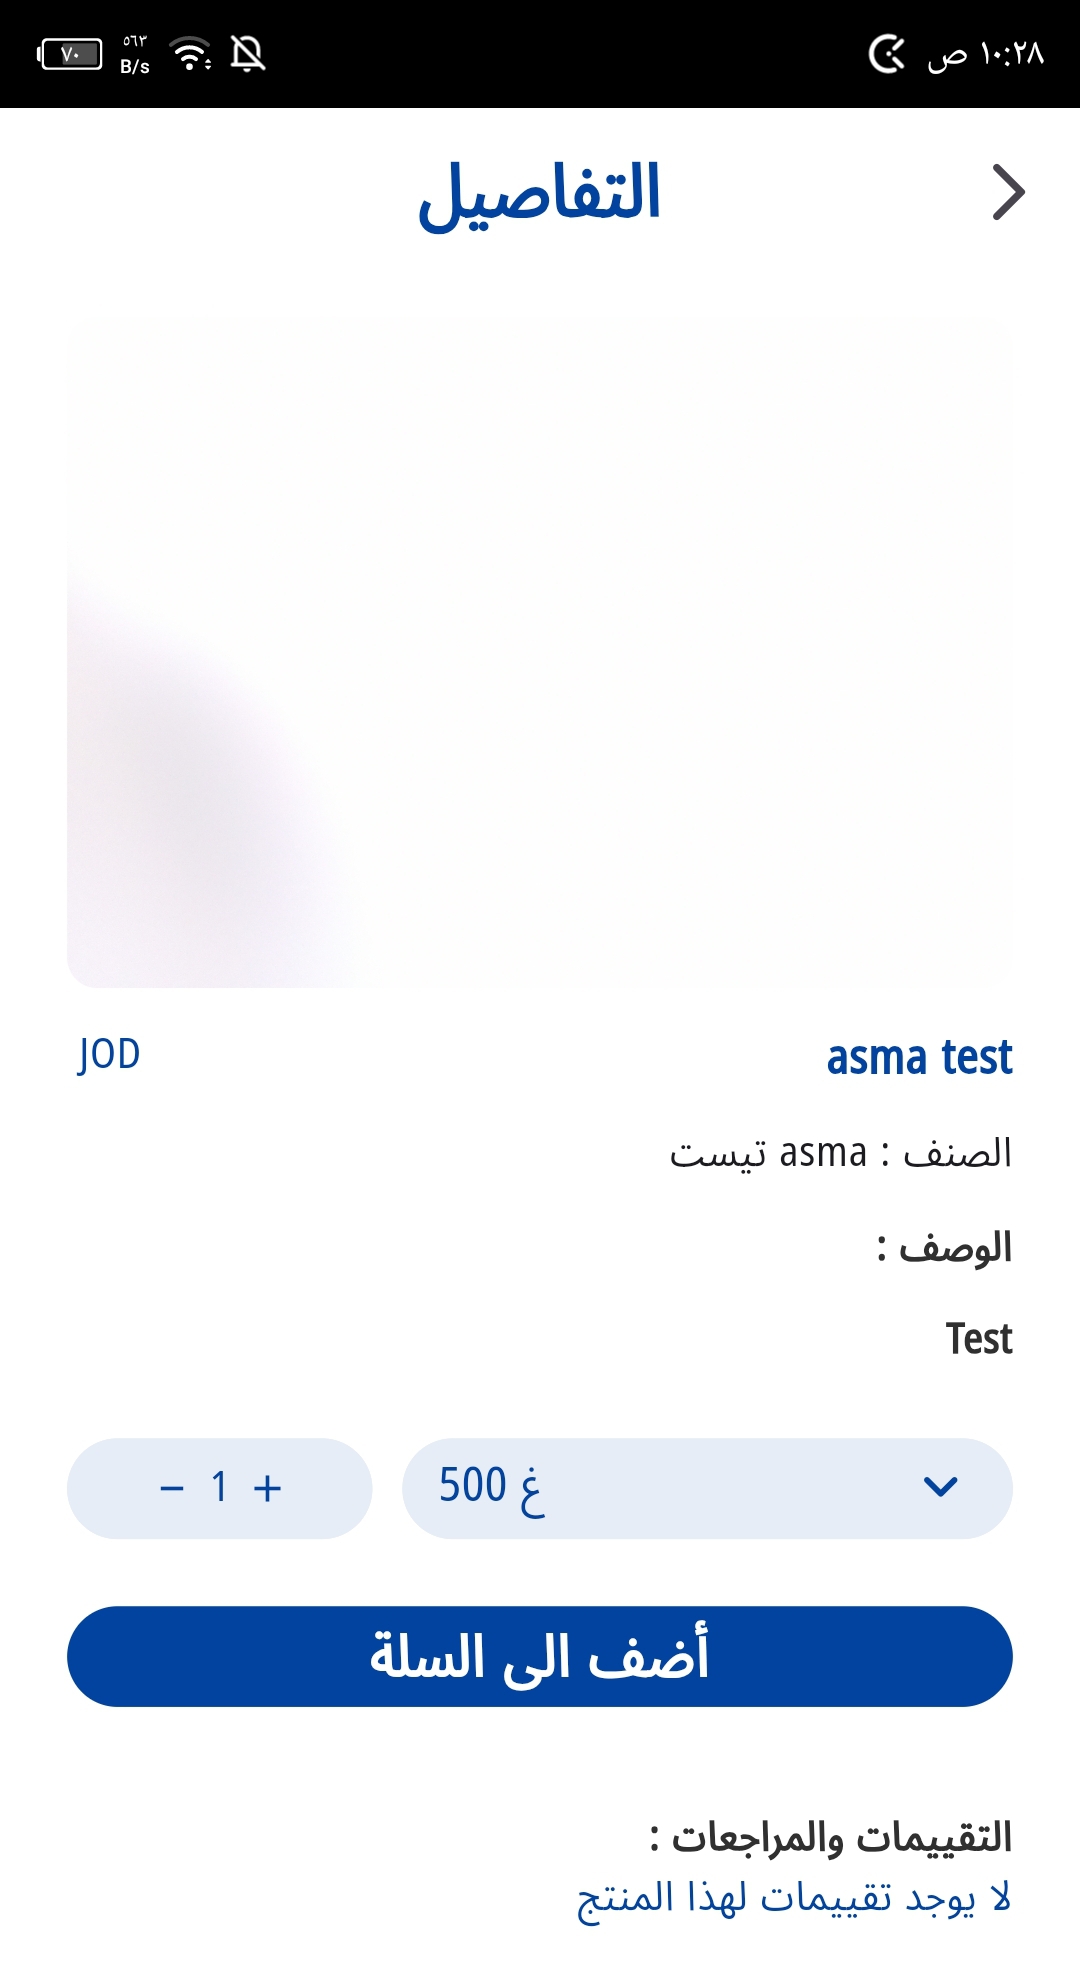 ١٠:٢٨ ص
٥٦٣
B/s
٧٠
التفاصيل
asma test
JOD
الصنف : asma تيست
الوصف :
Test
500 غ
− 1 +
أضف الى السلة
التقييمات والمراجعات :
لا يوجد تقييمات لهذا المنتج